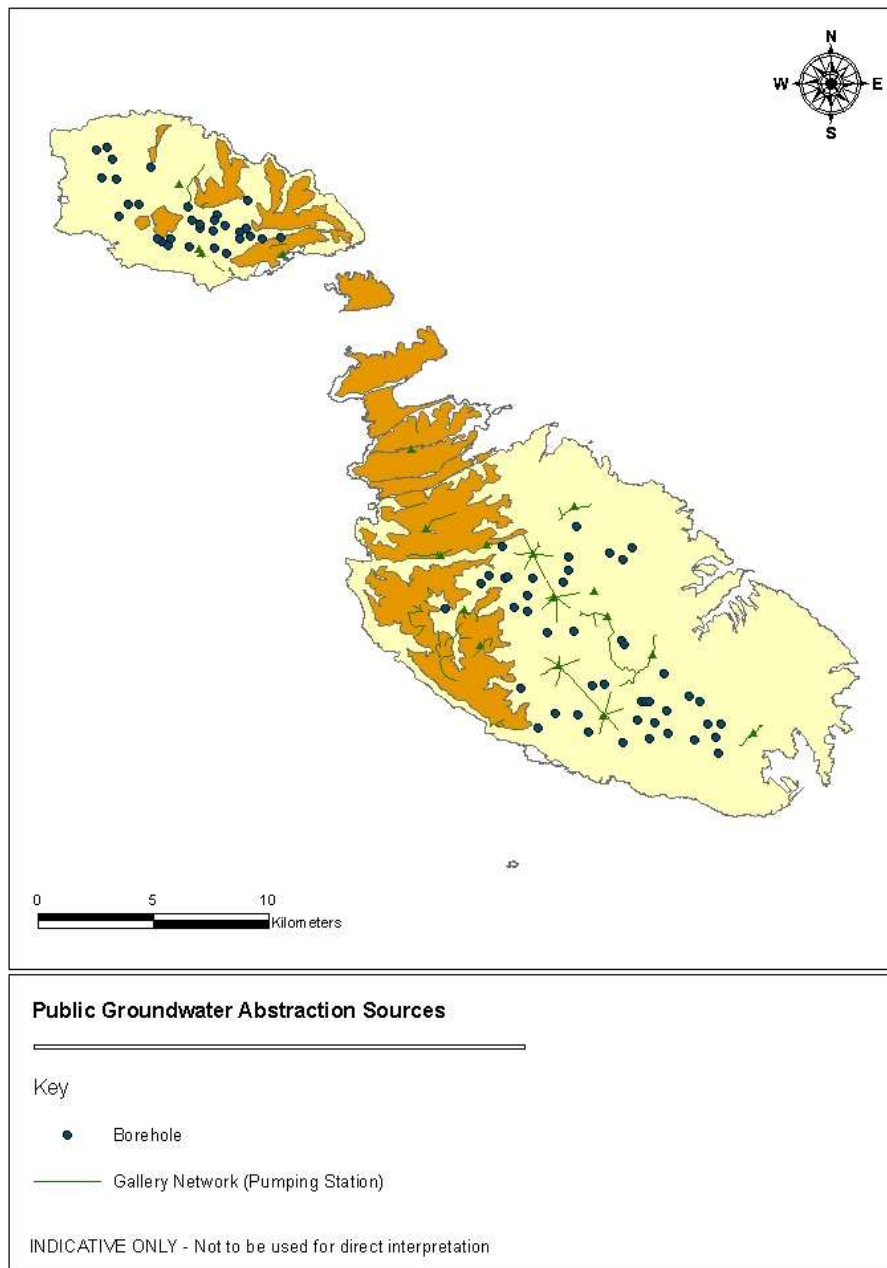 N
W E
S
0 5 10
Kilometers
Public Groundwater Abstraction Sources
Key
Borehole
Gallery Network (Pumping Station)
INDICATIVE ONLY - Not to be used for direct interpretation